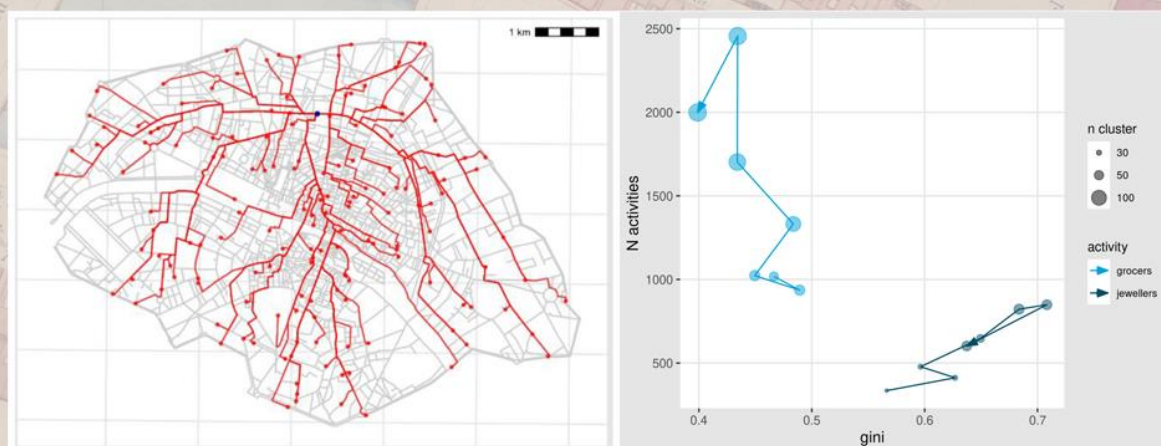 1 km
2500
2000
1500
1000
500
N activities
0.4 0.5 0.6 0.7
gini
n cluster
30
50
100
activity
grocers
jewellers